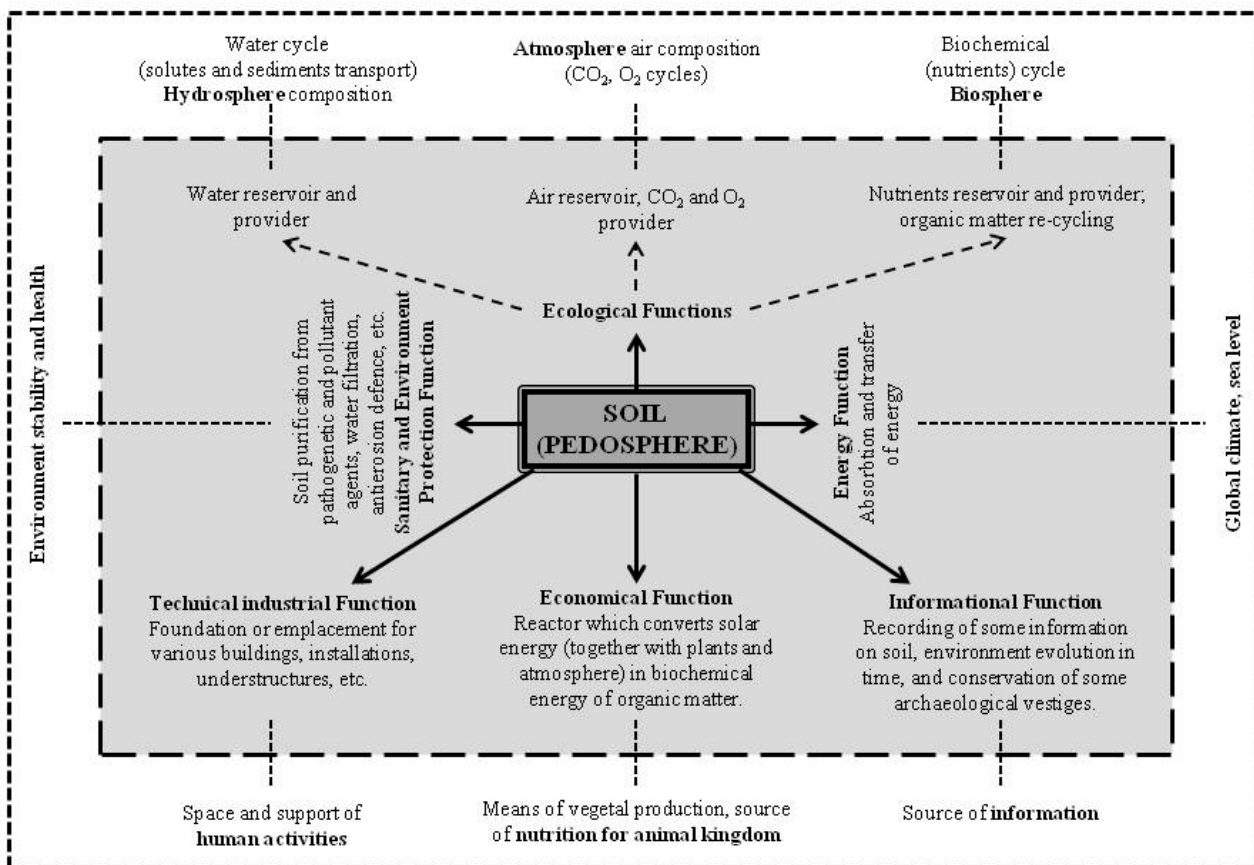 Water cycle
(solutes and sediments transport)
Hydrosphere composition
Atmosphere air composition
(CO₂, O₂ cycles)
Biochemical
(nutrients) cycle
Biosphere
Water reservoir and
provider
Air reservoir, CO₂ and O₂
provider
Nutrients reservoir and provider;
organic matter re-cycling
Ecological Functions
Environment stability and health
Soil purification from
pathogenetic and pollutant
agents, water filtration,
antierosion defence, etc.
Sanitary and Environment
Protection Function
SOIL
(PEDOSPHERE)
Energy Function
Absorbtion and transfer
of energy
Global climate, sea level
Technical industrial Function
Foundation or emplacement for
various buildings, installations,
understructures, etc.
Economical Function
Reactor which converts solar
energy (together with plants and
atmosphere) in biochemical
energy of organic matter.
Informational Function
Recording of some information
on soil, environment evolution in
time, and conservation of some
archaeological vestiges.
Space and support of
human activities
Means of vegetal production, source
of nutrition for animal kingdom
Source of information